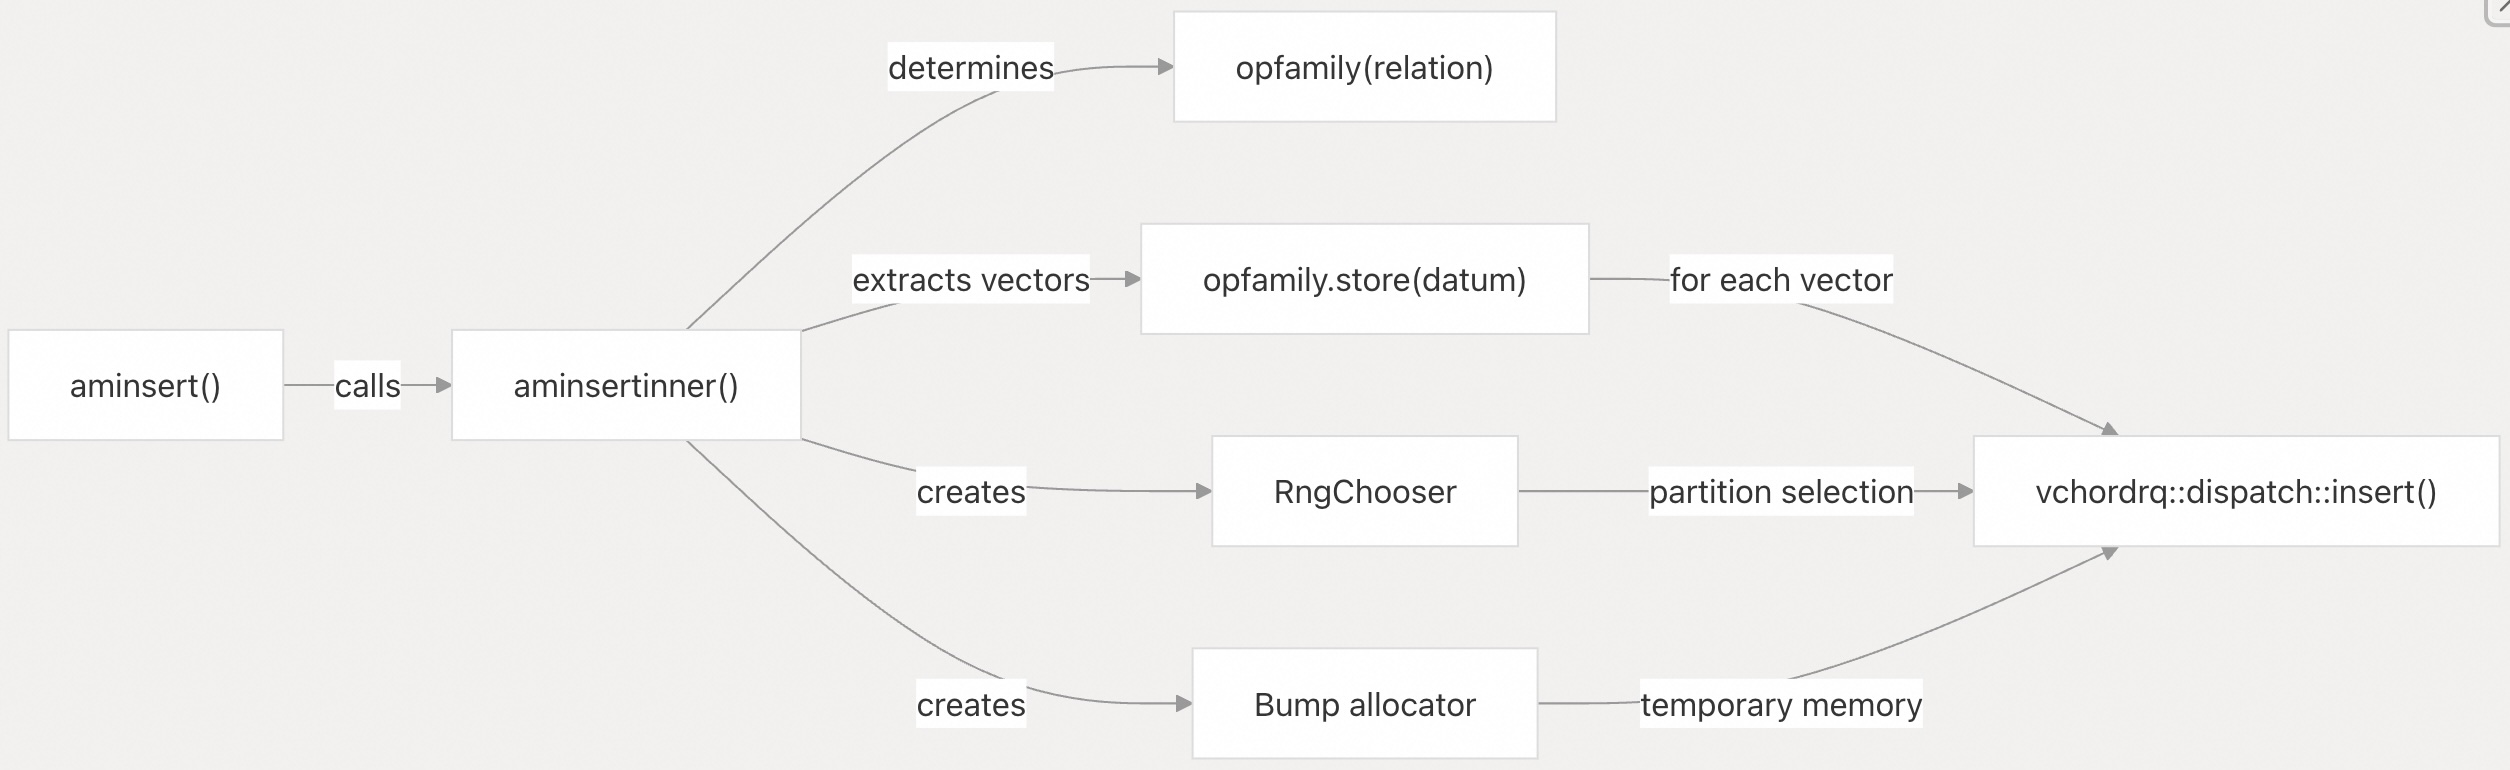 determines
opfamily(relation)
extracts vectors
opfamily.store(datum)
for each vector
aminsert()
calls
aminsertinner()
creates
RngChooser
partition selection
vchordrq::dispatch::insert()
creates
Bump allocator
temporary memory